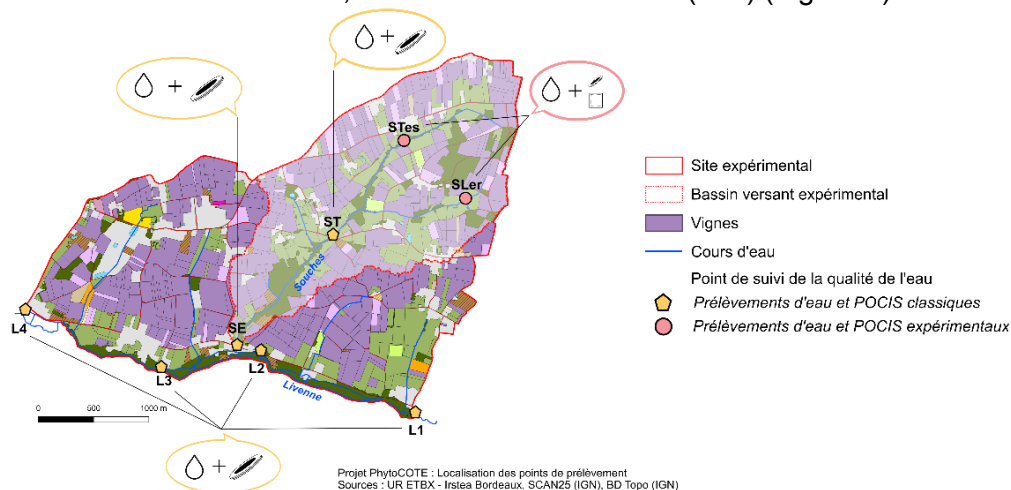 STes
SLer
ST
Souches
SE
L4
L3
L2
Livenne
L1
0 500 1000 m
Site expérimental
Bassin versant expérimental
Vignes
Cours d'eau
Point de suivi de la qualité de l'eau
Prélèvements d'eau et POCIS classiques
Prélèvements d'eau et POCIS expérimentaux
Projet PhytoCOTE : Localisation des points de prélèvement
Sources : UR ETBX - Irstea Bordeaux, SCAN25 (IGN), BD Topo (IGN)